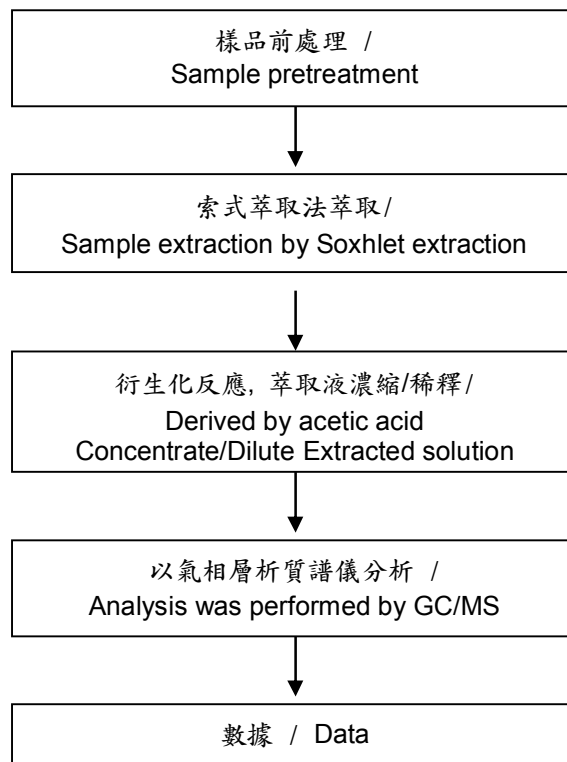 樣品前處理 /
Sample pretreatment
索式萃取法萃取/
Sample extraction by Soxhlet extraction
衍生化反應, 萃取液濃縮/稀釋/
Derived by acetic acid
Concentrate/Dilute Extracted solution
以氣相層析質譜儀分析 /
Analysis was performed by GC/MS
數據 / Data